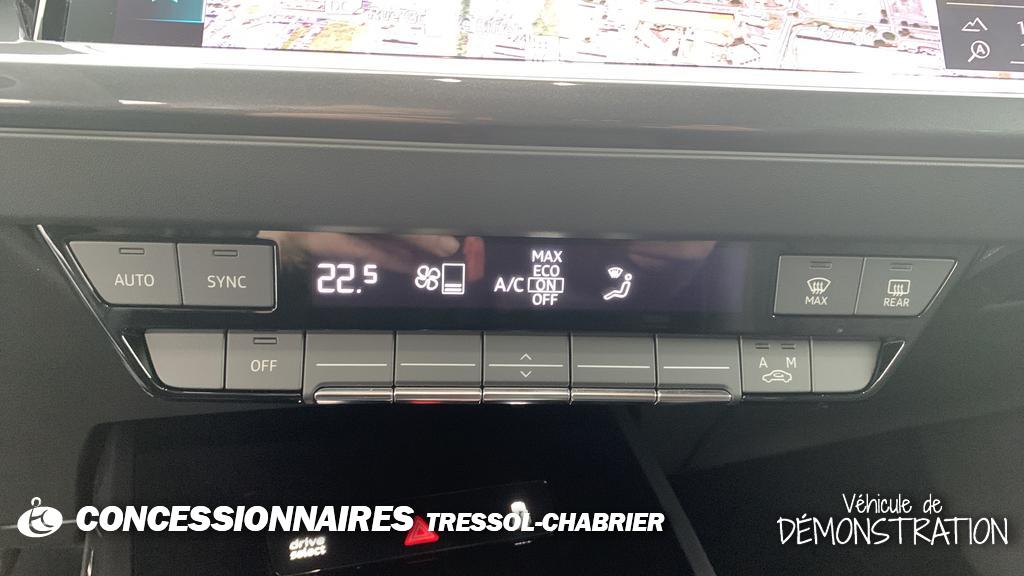 AUTO
SYNC
22.5
A/C
MAX
ECO
ON
OFF
MAX
REAR
OFF
A M
CONCESSIONNAIRES TRESSOL-CHABRIER
Véhicule de
DÉMONSTRATION
drive
select